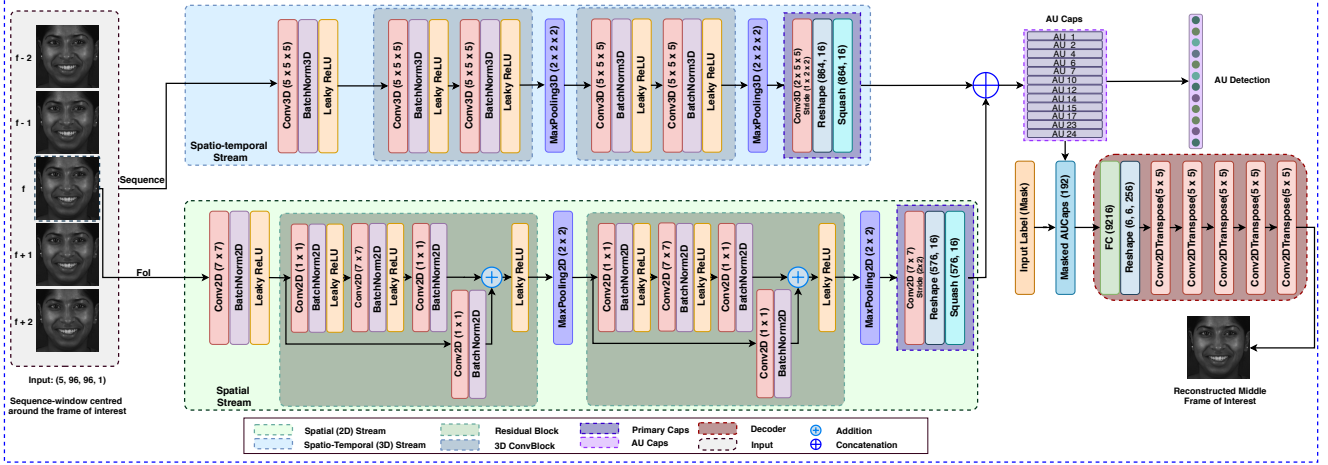 f - 2
f - 1
f
f + 1
f + 2
Input: (5, 96, 96, 1)
Sequence-window centred
around the frame of interest
Sequence
FoI
Conv3D (5 x 5 x 5)
BatchNorm3D
Leaky ReLU
Conv3D (5 x 5 x 5)
BatchNorm3D
Leaky ReLU
Conv3D (5 x 5 x 5)
BatchNorm3D
Leaky ReLU
MaxPooling3D (2 x 2 x 2)
Conv3D (5 x 5 x 5)
BatchNorm3D
Leaky ReLU
Conv3D (5 x 5 x 5)
BatchNorm3D
Leaky ReLU
MaxPooling3D (2 x 2 x 2)
Conv3D (2 x 5 x 5)
Stride (1 x 2 x 2)
Reshape (864, 16)
Squash (864, 16)
Spatio-temporal
Stream
Conv2D (7 x 7)
BatchNorm2D
Leaky ReLU
Conv2D (1 x 1)
BatchNorm2D
Leaky ReLU
Conv2D (7 x 7)
BatchNorm2D
Leaky ReLU
Conv2D (1 x 1)
BatchNorm2D
Conv2D (1 x 1)
BatchNorm2D
Leaky ReLU
MaxPooling2D (2 x 2)
Conv2D (1 x 1)
BatchNorm2D
Leaky ReLU
Conv2D (7 x 7)
BatchNorm2D
Leaky ReLU
Conv2D (1 x 1)
BatchNorm2D
Conv2D (1 x 1)
BatchNorm2D
Leaky ReLU
MaxPooling2D (2 x 2)
Conv2D (7 x 7)
Stride (2x2)
Reshape (576, 16)
Squash (576, 16)
Spatial
Stream
AU Caps
AU 1
AU 2
AU 4
AU 6
AU 7
AU 10
AU 12
AU 14
AU 15
AU 17
AU 23
AU 24
AU Detection
Input Label (Mask)
Masked AUCaps (192)
FC (9216)
Reshape (6, 6, 256)
Conv2DTranspose(5 x 5)
Conv2DTranspose(5 x 5)
Conv2DTranspose(5 x 5)
Conv2DTranspose(5 x 5)
Conv2DTranspose(5 x 5)
Reconstructed Middle
Frame of Interest
Spatial (2D) Stream
Spatio-Temporal (3D) Stream
Residual Block
3D ConvBlock
Primary Caps
AU Caps
Decoder
Input
Addition
Concatenation